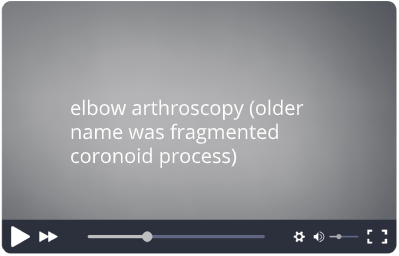 elbow arthroscopy (older
name was fragmented
coronoid process)